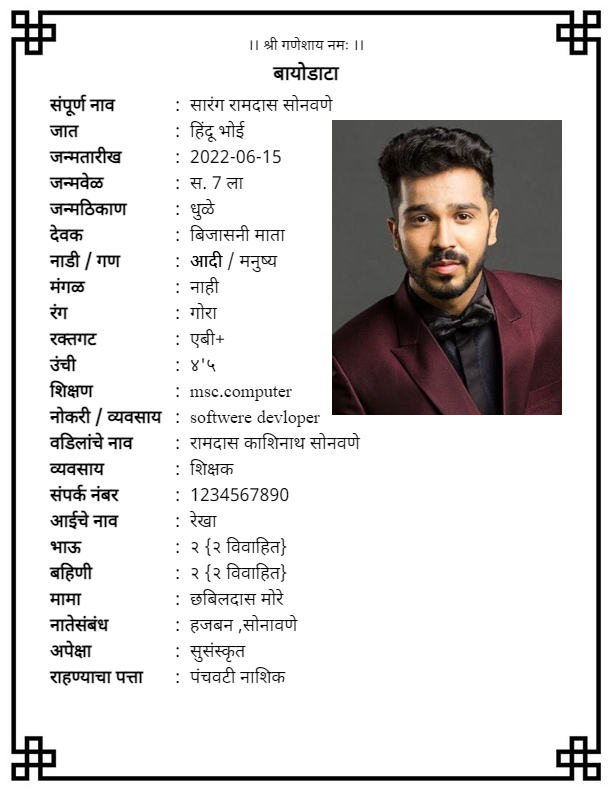 ।। श्री गणेशाय नमः ।।
बायोडाटा
संपूर्ण नाव : सारंग रामदास सोनवणे
जात : हिंदू भोई
जन्मतारीख : 2022-06-15
जन्मवेळ : स. 7 ला
जन्मठिकाण : धुळे
देवक : बिजासनी माता
नाडी / गण : आदी / मनुष्य
मंगळ : नाही
रंग : गोरा
रक्तगट : एबी+
उंची : ४'५
शिक्षण : msc.computer
नोकरी / व्यवसाय : softwere devloper
वडिलांचे नाव : रामदास काशिनाथ सोनवणे
व्यवसाय : शिक्षक
संपर्क नंबर : 1234567890
आईचे नाव : रेखा
भाऊ : २ {२ विवाहित}
बहिणी : २ {२ विवाहित}
मामा : छबिलदास मोरे
नातेसंबंध : हजबन ,सोनावणे
अपेक्षा : सुसंस्कृत
राहण्याचा पत्ता : पंचवटी नाशिक